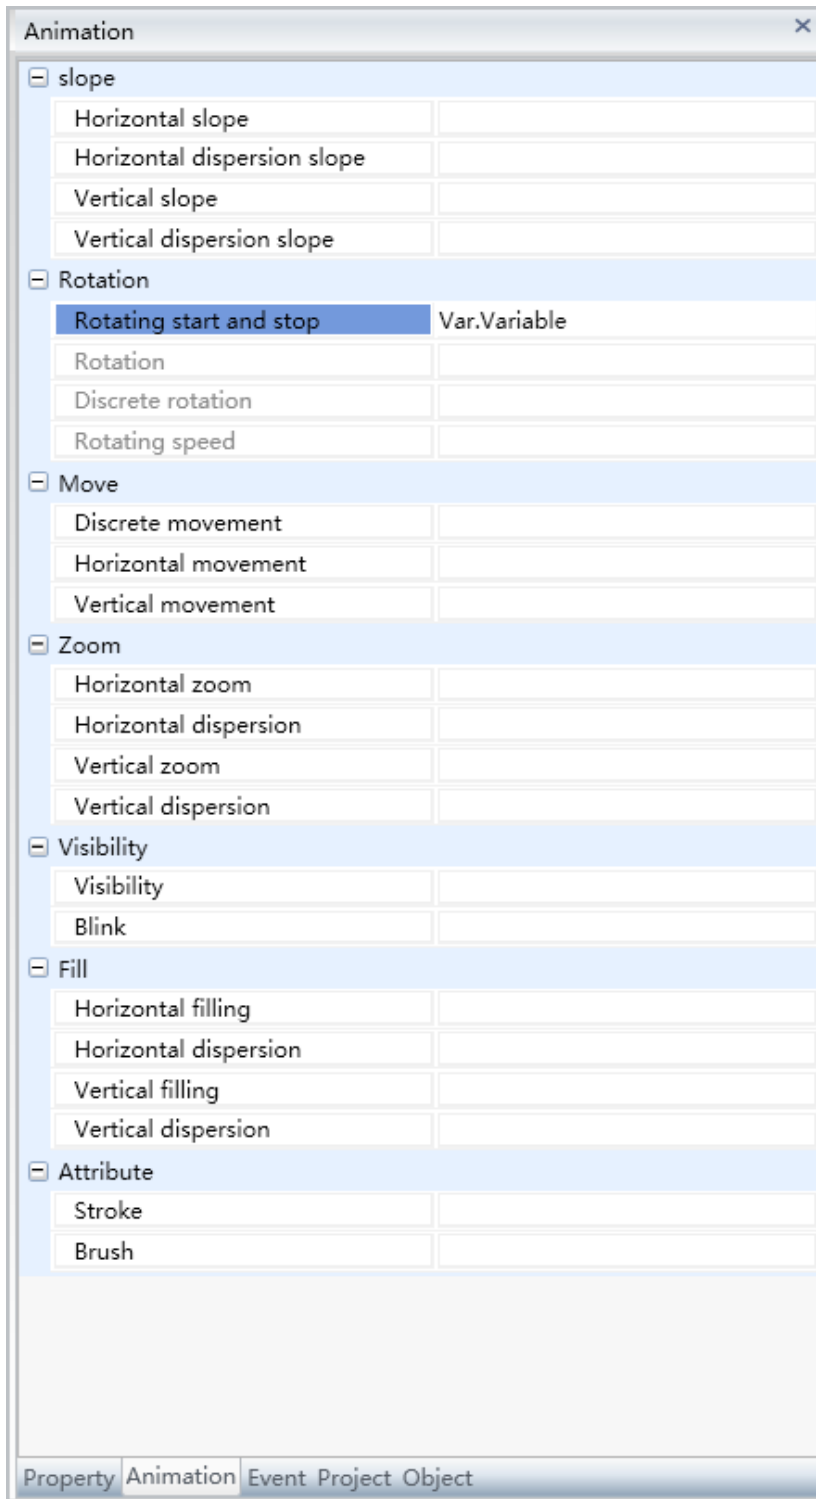 Animation
slope
Horizontal slope
Horizontal dispersion slope
Vertical slope
Vertical dispersion slope
Rotation
Rotating start and stop Var.Variable
Rotation
Discrete rotation
Rotating speed
Move
Discrete movement
Horizontal movement
Vertical movement
Zoom
Horizontal zoom
Horizontal dispersion
Vertical zoom
Vertical dispersion
Visibility
Visibility
Blink
Fill
Horizontal filling
Horizontal dispersion
Vertical filling
Vertical dispersion
Attribute
Stroke
Brush
Property Animation Event Project Object